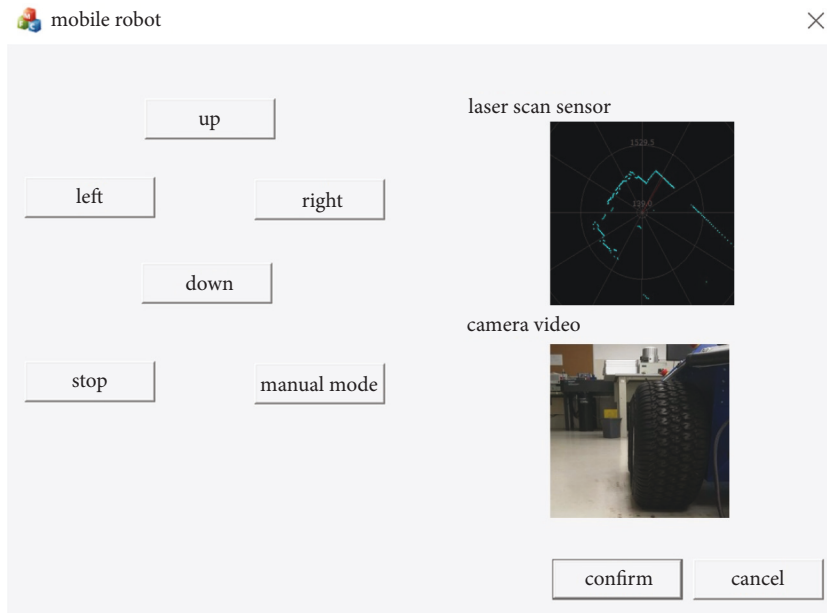 mobile robot
up
laser scan sensor
1529.5
left
right
139.0
down
camera video
stop
manual mode
confirm
cancel